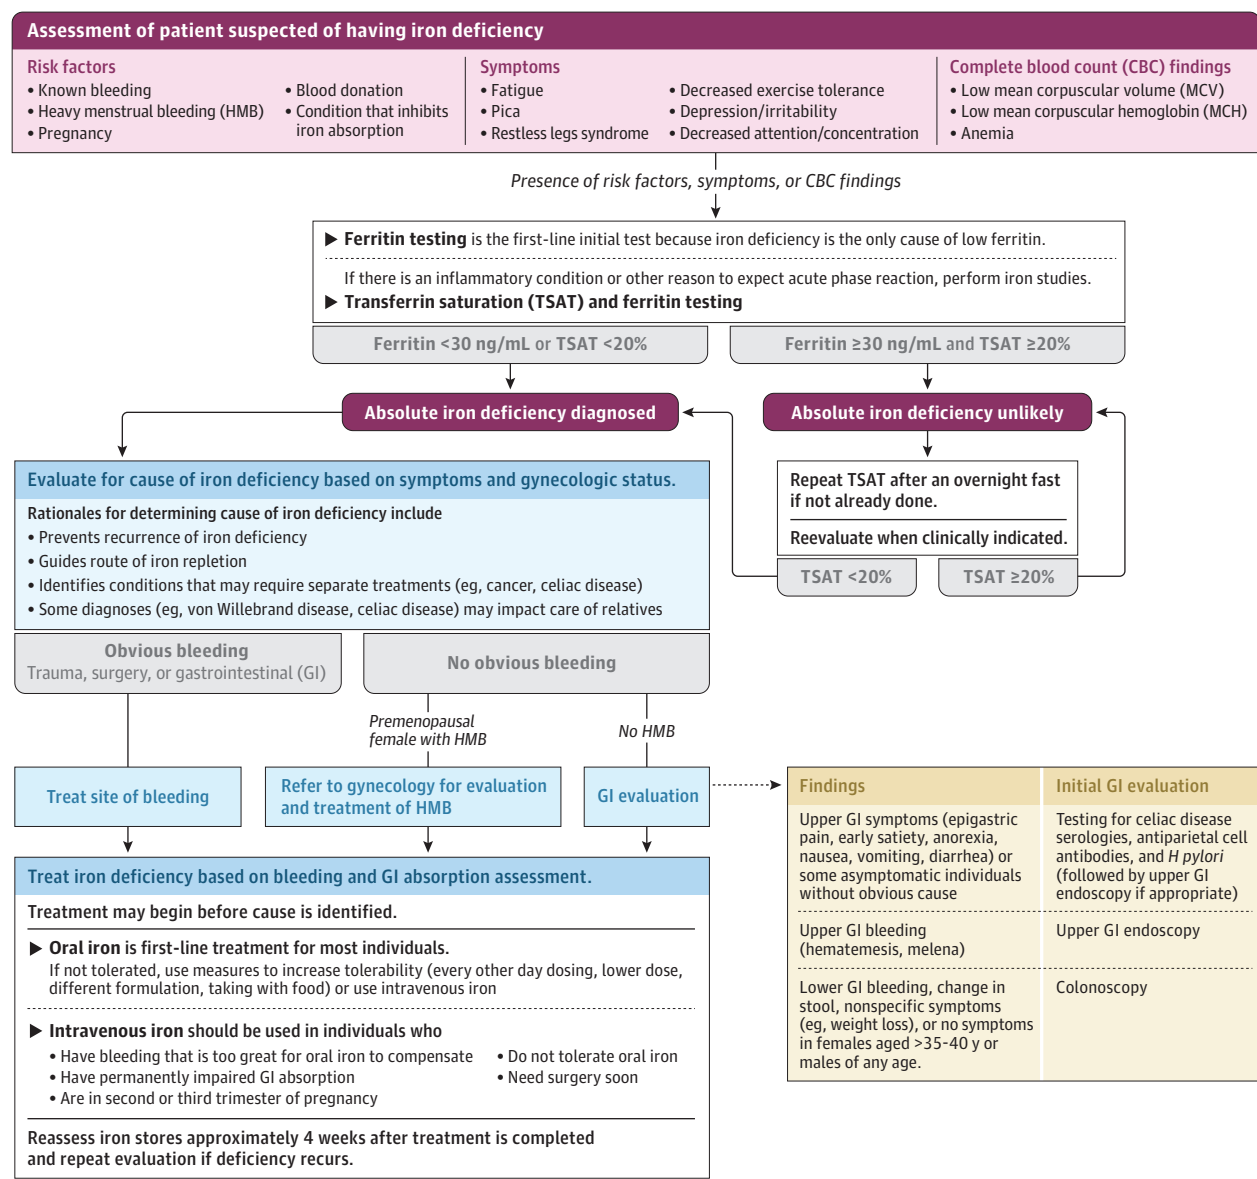 Assessment of patient suspected of having iron deficiency
Risk factors
• Known bleeding
• Heavy menstrual bleeding (HMB)
• Pregnancy
• Blood donation
• Condition that inhibits
iron absorption
Symptoms
• Fatigue
• Pica
• Restless legs syndrome
• Decreased exercise tolerance
• Depression/irritability
• Decreased attention/concentration
Complete blood count (CBC) findings
• Low mean corpuscular volume (MCV)
• Low mean corpuscular hemoglobin (MCH)
• Anemia
Presence of risk factors, symptoms, or CBC findings
▶ Ferritin testing is the first-line initial test because iron deficiency is the only cause of low ferritin.
If there is an inflammatory condition or other reason to expect acute phase reaction, perform iron studies.
▶ Transferrin saturation (TSAT) and ferritin testing
Ferritin <30 ng/mL or TSAT <20%
Ferritin ≥30 ng/mL and TSAT ≥20%
Absolute iron deficiency diagnosed
Absolute iron deficiency unlikely
Repeat TSAT after an overnight fast
if not already done.
Reevaluate when clinically indicated.
TSAT <20%
TSAT ≥20%
Evaluate for cause of iron deficiency based on symptoms and gynecologic status.
Rationales for determining cause of iron deficiency include
• Prevents recurrence of iron deficiency
• Guides route of iron repletion
• Identifies conditions that may require separate treatments (eg, cancer, celiac disease)
• Some diagnoses (eg, von Willebrand disease, celiac disease) may impact care of relatives
Obvious bleeding
Trauma, surgery, or gastrointestinal (GI)
No obvious bleeding
Premenopausal
female with HMB
No HMB
Treat site of bleeding
Refer to gynecology for evaluation
and treatment of HMB
GI evaluation
Findings
Initial GI evaluation
Upper GI symptoms (epigastric
pain, early satiety, anorexia,
nausea, vomiting, diarrhea) or
some asymptomatic individuals
without obvious cause
Testing for celiac disease
serologies, antiparietal cell
antibodies, and H pylori
(followed by upper GI
endoscopy if appropriate)
Upper GI bleeding
(hematemesis, melena)
Upper GI endoscopy
Lower GI bleeding, change in
stool, nonspecific symptoms
(eg, weight loss), or no symptoms
in females aged >35-40 y or
males of any age.
Colonoscopy
Treat iron deficiency based on bleeding and GI absorption assessment.
Treatment may begin before cause is identified.
▶ Oral iron is first-line treatment for most individuals.
If not tolerated, use measures to increase tolerability (every other day dosing, lower dose,
different formulation, taking with food) or use intravenous iron
▶ Intravenous iron should be used in individuals who
• Have bleeding that is too great for oral iron to compensate
• Have permanently impaired GI absorption
• Are in second or third trimester of pregnancy
• Do not tolerate oral iron
• Need surgery soon
Reassess iron stores approximately 4 weeks after treatment is completed
and repeat evaluation if deficiency recurs.